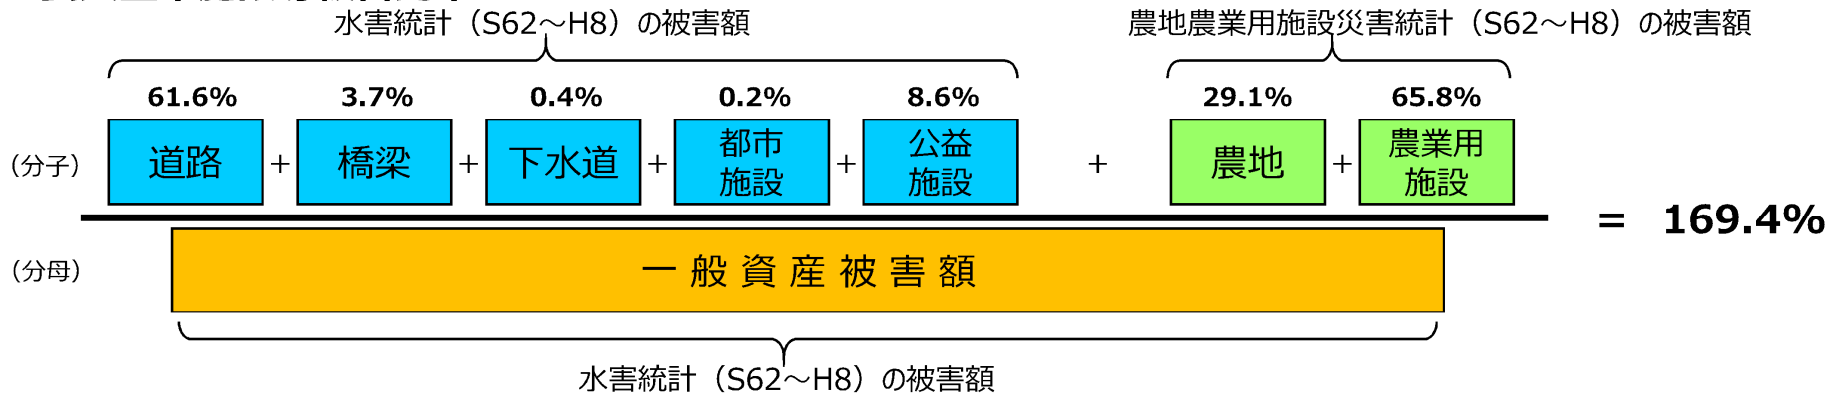 水害統計（S62～H8）の被害額
農地農業用施設災害統計（S62～H8）の被害額
61.6% 3.7% 0.4% 0.2% 8.6% 29.1% 65.8%
（分子） 道路 + 橋梁 + 下水道 + 都市施設 + 公益施設 + 農地 + 農業用施設
= 169.4%
（分母） 一般資産被害額
水害統計（S62～H8）の被害額